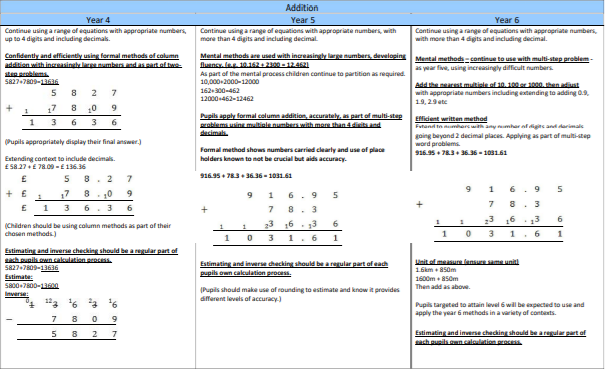 Addition
Year 4
Continue using a range of equations with appropriate numbers,
up to 4 digits and including decimals.
Confidently and efficiently using formal methods of column
addition with increasingly large numbers and as part of two-
step problems.
5827+7809=13636
5 8 2 7
+ 1 17 8 10 9
1 3 6 3 6
(Pupils appropriately display their final answer.)
Extending context to include decimals.
£ 58.27 + £ 78.09 = £ 136.36
£ 5 8 . 2 7
+ £ 1 17 8 . 10 9
£ 1 3 6 . 3 6
(Children should be using column methods as part of their
chosen methods.)
Estimating and inverse checking should be a regular part of
each pupils own calculation process.
5827+7809=13636
Estimate:
5800+7800=13600
Inverse:
01 123 16 23 16
− 7 8 0 9
5 8 2 7
Year 5
Continue using a range of equations with appropriate numbers, with
more than 4 digits and including decimal.
Mental methods are used with increasingly large numbers, developing
fluency. (e.g. 10,162 + 2300 = 12,462)
As part of the mental process children continue to partition as required.
10,000+2000=12000
162+300=462
12000+462=12462
Pupils apply formal column addition, accurately, as part of multi-step
problems using multiple numbers with more than 4 digits and
decimals.
Formal method shows numbers carried clearly and use of place
holders known to not be crucial but aids accuracy.
916.95 + 78.3 + 36.36 = 1031.61
9 1 6 . 9 5
+ 7 8 . 3
1 1 23 16 . 13 6
1 0 3 1 . 6 1
Estimating and inverse checking should be a regular part of each
pupils own calculation process.
(Pupils should make use of rounding to estimate and know it provides
different levels of accuracy.)
Year 6
Continue using a range of equations with appropriate numbers,
with more than 4 digits and including decimal.
Mental methods – continue to use with multi-step problem -
as year five, using increasingly difficult numbers.
Add the nearest multiple of 10, 100 or 1000, then adjust
with appropriate numbers including extending to adding 0.9,
1.9, 2.9 etc
Efficient written method
Extend to numbers with any number of digits and decimals
going beyond 2 decimal places. Applying as part of multi-step
word problems.
916.95 + 78.3 + 36.36 = 1031.61
9 1 6 . 9 5
+ 7 8 . 3
1 1 23 16 . 13 6
1 0 3 1 . 6 1
Unit of measure (ensure same unit)
1.6km + 850m
1600m + 850m
Then add as above.
Pupils targeted to attain level 6 will be expected to use and
apply the year 6 methods in a variety of contexts.
Estimating and inverse checking should be a regular part of
each pupils own calculation process.